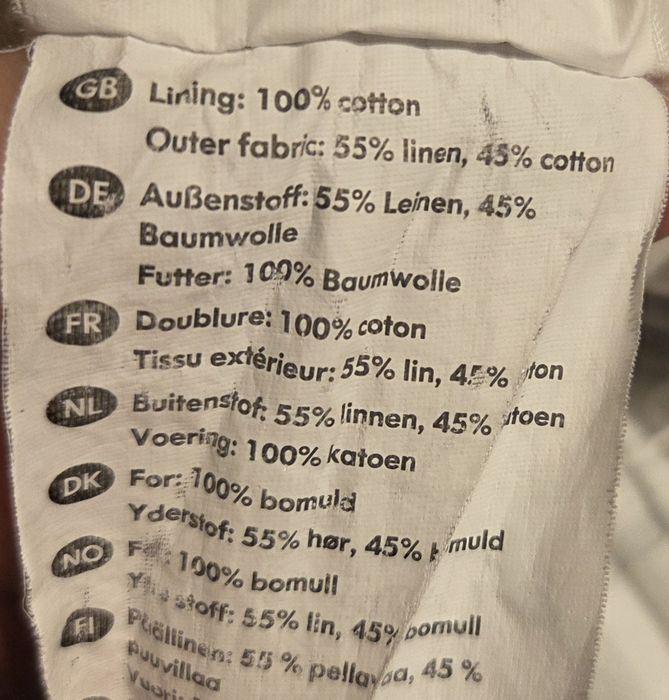 GB Lining: 100% cotton
Outer fabric: 55% linen, 45% cotton
DE Außenstoff: 55% Leinen, 45%
Baumwolle
Futter: 100% Baumwolle
FR Doublure: 100% coton
Tissu extérieur: 55% lin, 45%
NL Buitenstof: 55% linnen, 45%
Voering: 100% katoen
DK For: 100% bomuld
Yderstof: 55% hør, 45%
NO 100% bomull
55% lin, 45% bomull
FI Päällinen: 55 % pellavaa, 45 %
puuvillaa